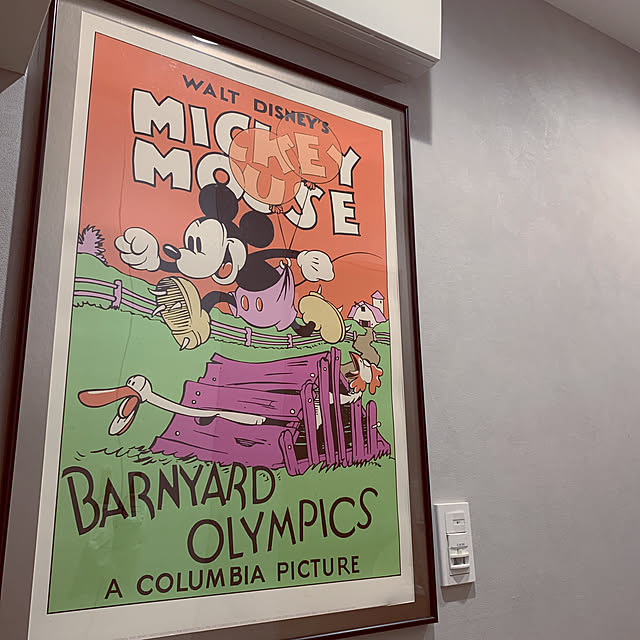 WALT DISNEY'S
MICKEY
MOUSE
BARNYARD
OLYMPICS
A COLUMBIA PICTURE